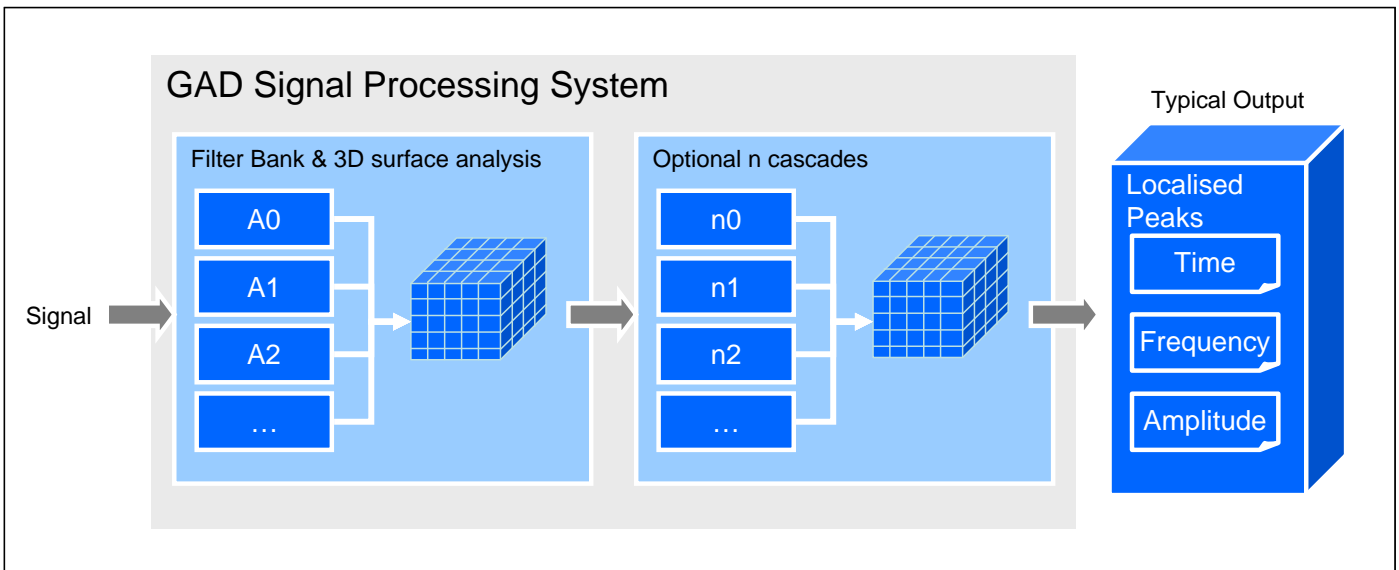 GAD Signal Processing System
Typical Output
Filter Bank & 3D surface analysis
Optional n cascades
Localised
Peaks
A0
n0
Time
A1
n1
Signal
Frequency
A2
n2
Amplitude
…
…